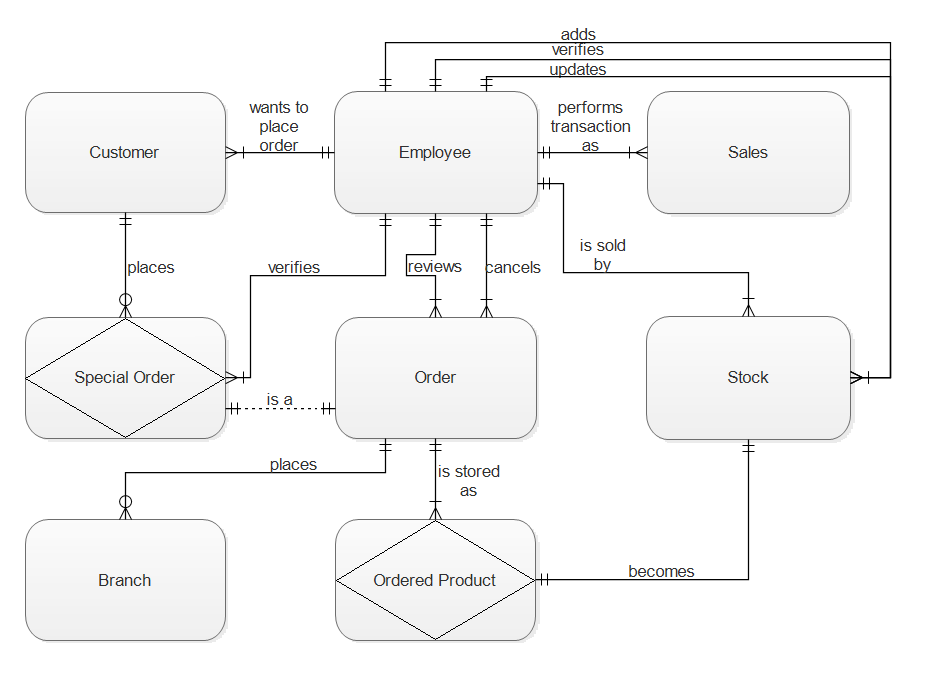 adds
verifies
updates
wants to
place
order
performs
transaction
as
Customer
Employee
Sales
places
verifies
reviews
cancels
is sold
by
Special Order
Order
Stock
is a
places
is stored
as
Branch
Ordered Product
becomes